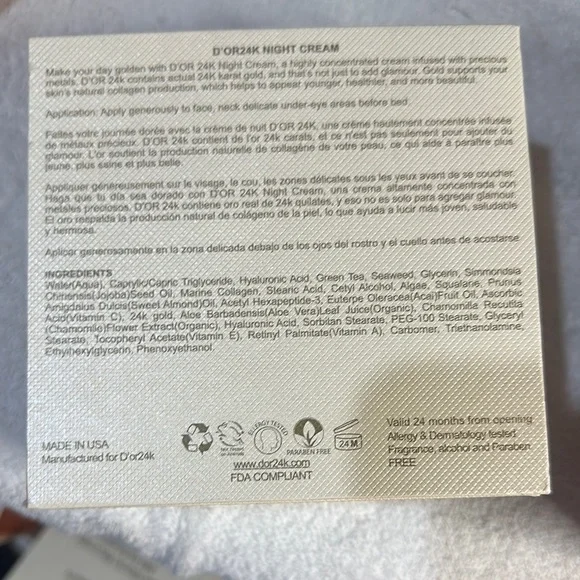 D'OR24K NIGHT CREAM
Make your day golden with D'OR 24K Night Cream, a highly concentrated cream infused with precious
metals. D'OR 24k contains actual 24K karat gold, and that's not just to add glamour. Gold supports your
skin's natural collagen production, which helps to appear younger, healthier, and more beautiful.
Application: Apply generously to face, neck delicate under-eye areas before bed.
Faites votre journée dorée avec la crème de nuit D'OR 24K, une crème hautement concentrée infusée
de métaux précieux. D'OR 24k contient de l'or 24k carats, et ce n'est pas seulement pour ajouter du
glamour. L'or soutient la production naturelle de collagène de votre peau, ce qui aide à paraître plus
jeune, plus saine et plus belle.
Appliquer généreusement sur le visage, le cou, les zones délicates sous les yeux avant de se coucher.
Haga que tu día sea dorado con D'OR 24K Night Cream, una crema altamente concentrada con
metales preciosos. D'OR 24k contiene oro real de 24k quilates, y eso no es solo para agregar glamour.
El oro respalda la producción natural de colágeno de la piel, lo que ayuda a lucir más joven, saludable
y hermosa.
Aplicar generosamente en la zona delicada debajo de los ojos del rostro y el cuello antes de acostarse
INGREDIENTS
Water(Aqua), Caprylic/Capric Triglyceride, Hyaluronic Acid, Green Tea, Seaweed, Glycerin, Simmondsia
Chinensis(Jojoba)Seed Oil, Marine Collagen, Stearic Acid, Cetyl Alcohol, Algae, Squalane, Prunus
Amigdalus Dulcis(Sweet Almond)Oil, Acetyl Hexapeptide-3, Euterpe Oleracea(Acai)Fruit Oil, Ascorbic
Acid(Vitamin C), 24k gold, Aloe Barbadensis(Aloe Vera)Leaf Juice(Organic), Chamomilla Recutita
(Chamomile)Flower Extract(Organic), Hyaluronic Acid, Sorbitan Stearate, PEG-100 Stearate, Glyceryl
Stearate, Tocopheryl Acetate(Vitamin E), Retinyl Palmitate(Vitamin A), Carbomer, Triethanolamine,
Ethylhexylglycerin, Phenoxyethanol.
MADE IN USA
Manufactured for D'or24k
ALLERGY TESTED
PARABEN FREE
24 M
www.dor24k.com
FDA COMPLIANT
Valid 24 months from opening
Allergy & Dermatology tested
Fragrance, alcohol and Paraben
FREE